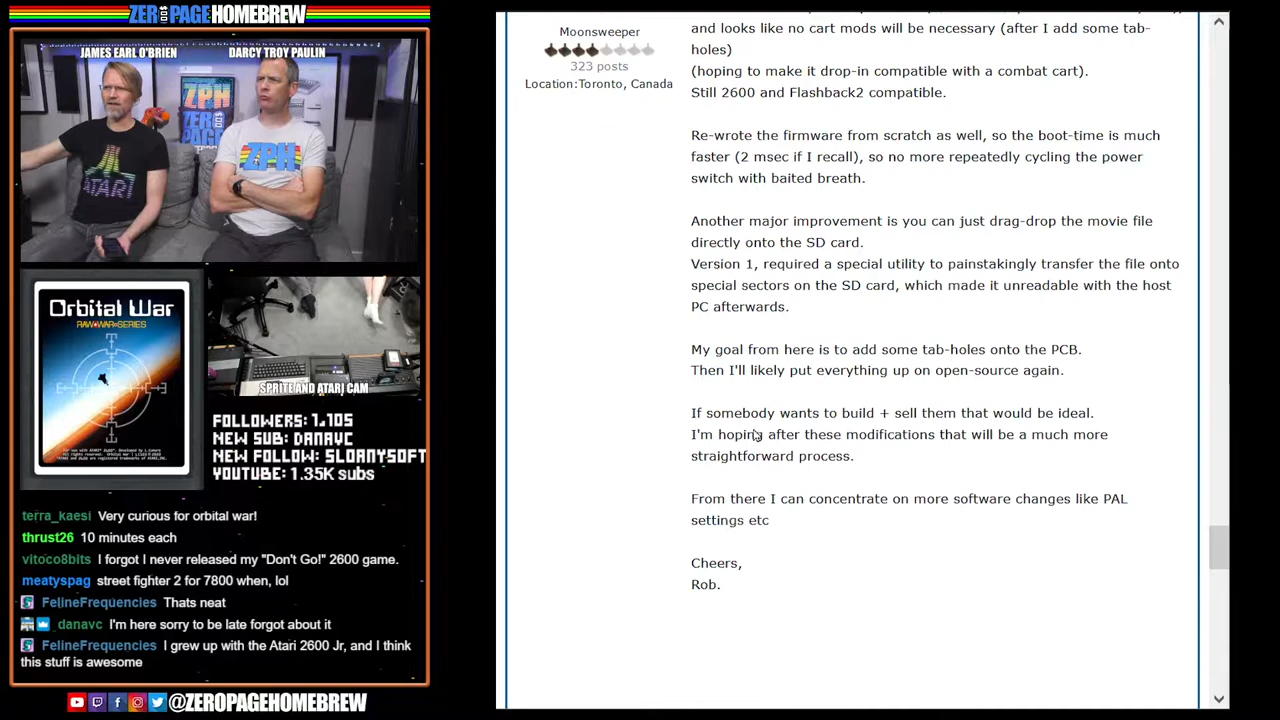 ZERO PAGE HOMEBREW
JAMES EARL O'BRIEN
DARCY TROY PAULIN
ZPH
ZERO
PAGE
ATARI
ZPH
Orbital War
RAW WAR SERIES
SPRITE AND ATARI CAM
FOLLOWERS: 1,105
NEW SUB: DANAVC
NEW FOLLOW: SLOANYSOFT
YOUTUBE: 1.35K subs
terra_kaesi Very curious for orbital war!
thrust26 10 minutes each
vitoco8bits I forgot I never released my "Don't Go!" 2600 game.
meatyspag street fighter 2 for 7800 when, lol
FelineFrequencies Thats neat
danavc I'm here sorry to be late forgot about it
FelineFrequencies I grew up with the Atari 2600 Jr, and I think
this stuff is awesome
@ZEROPAGEHOMEBREW
Moonsweeper
323 posts
Location:Toronto, Canada
and looks like no cart mods will be necessary (after I add some tab-
holes)
(hoping to make it drop-in compatible with a combat cart).
Still 2600 and Flashback2 compatible.
Re-wrote the firmware from scratch as well, so the boot-time is much
faster (2 msec if I recall), so no more repeatedly cycling the power
switch with baited breath.
Another major improvement is you can just drag-drop the movie file
directly onto the SD card.
Version 1, required a special utility to painstakingly transfer the file onto
special sectors on the SD card, which made it unreadable with the host
PC afterwards.
My goal from here is to add some tab-holes onto the PCB.
Then I'll likely put everything up on open-source again.
If somebody wants to build + sell them that would be ideal.
I'm hoping after these modifications that will be a much more
straightforward process.
From there I can concentrate on more software changes like PAL
settings etc
Cheers,
Rob.